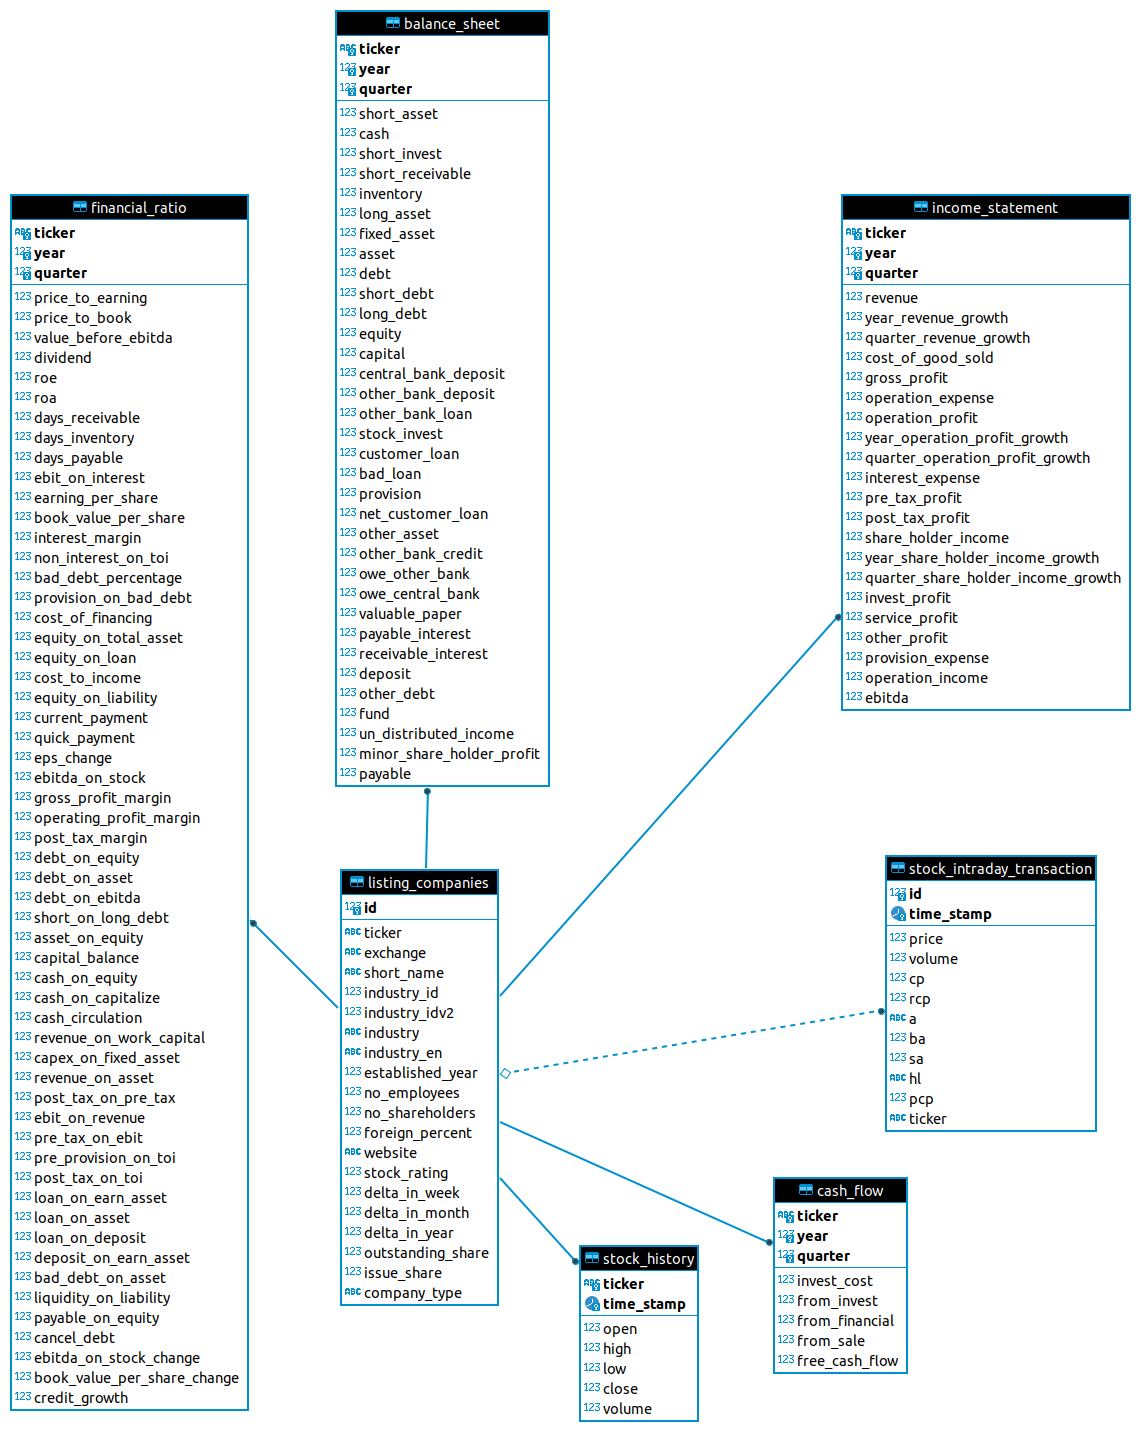 balance_sheet
ticker
year
quarter
short_asset
cash
short_invest
short_receivable
inventory
long_asset
fixed_asset
asset
debt
short_debt
long_debt
equity
capital
central_bank_deposit
other_bank_deposit
other_bank_loan
stock_invest
customer_loan
bad_loan
provision
net_customer_loan
other_asset
other_bank_credit
owe_other_bank
owe_central_bank
valuable_paper
payable_interest
receivable_interest
deposit
other_debt
fund
un_distributed_income
minor_share_holder_profit
payable
financial_ratio
ticker
year
quarter
price_to_earning
price_to_book
value_before_ebitda
dividend
roe
roa
days_receivable
days_inventory
days_payable
ebit_on_interest
earning_per_share
book_value_per_share
interest_margin
non_interest_on_toi
bad_debt_percentage
provision_on_bad_debt
cost_of_financing
equity_on_total_asset
equity_on_loan
cost_to_income
equity_on_liability
current_payment
quick_payment
eps_change
ebitda_on_stock
gross_profit_margin
operating_profit_margin
post_tax_margin
debt_on_equity
debt_on_asset
debt_on_ebitda
short_on_long_debt
asset_on_equity
capital_balance
cash_on_equity
cash_on_capitalize
cash_circulation
revenue_on_work_capital
capex_on_fixed_asset
revenue_on_asset
post_tax_on_pre_tax
ebit_on_revenue
pre_tax_on_ebit
pre_provision_on_toi
post_tax_on_toi
loan_on_earn_asset
loan_on_asset
loan_on_deposit
deposit_on_earn_asset
bad_debt_on_asset
liquidity_on_liability
payable_on_equity
cancel_debt
ebitda_on_stock_change
book_value_per_share_change
credit_growth
income_statement
ticker
year
quarter
revenue
year_revenue_growth
quarter_revenue_growth
cost_of_good_sold
gross_profit
operation_expense
operation_profit
year_operation_profit_growth
quarter_operation_profit_growth
interest_expense
pre_tax_profit
post_tax_profit
share_holder_income
year_share_holder_income_growth
quarter_share_holder_income_growth
invest_profit
service_profit
other_profit
provision_expense
operation_income
ebitda
listing_companies
id
ticker
exchange
short_name
industry_id
industry_idv2
industry
industry_en
established_year
no_employees
no_shareholders
foreign_percent
website
stock_rating
delta_in_week
delta_in_month
delta_in_year
outstanding_share
issue_share
company_type
stock_intraday_transaction
id
time_stamp
price
volume
cp
rcp
a
ba
sa
hl
pcp
ticker
cash_flow
ticker
year
quarter
invest_cost
from_invest
from_financial
from_sale
free_cash_flow
stock_history
ticker
time_stamp
open
high
low
close
volume